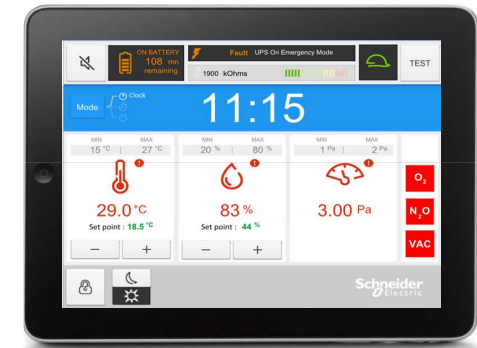 ON BATTERY
108 mn
remaining
Fault UPS On Emergency Mode
1900 kOhms
TEST
Mode
Clock
11:15
MIN MAX
15 °C | 27 °C
MIN MAX
20 % | 80 %
MIN MAX
1 Pa | 2 Pa
29.0 °C
Set point : 18.5 °C
83 %
Set point : 44 %
3.00 Pa
O₂
N₂O
VAC
− +
− +
Schneider
Electric